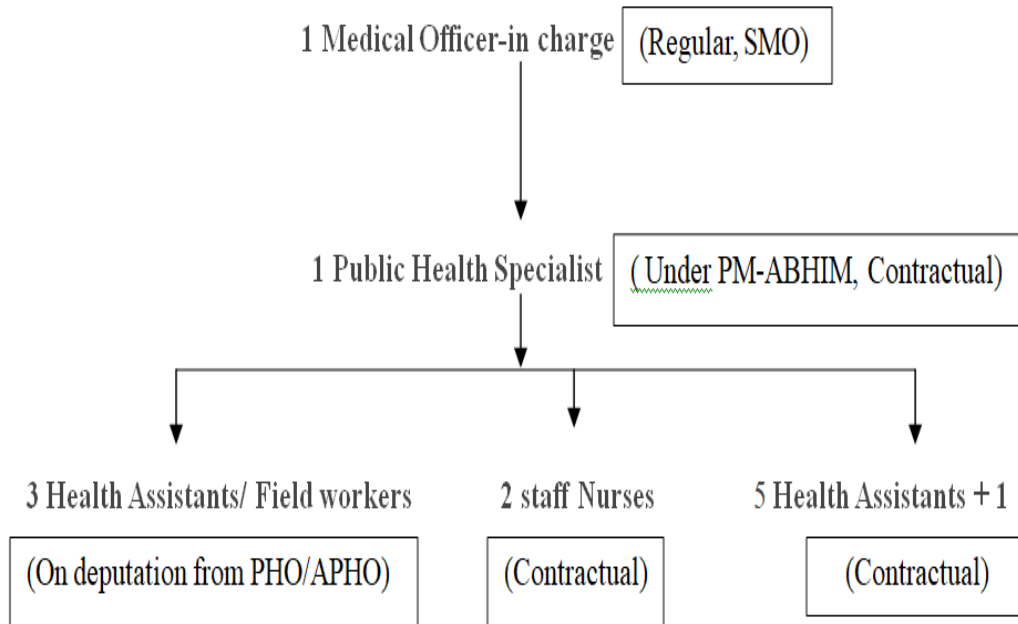 1 Medical Officer-in charge (Regular, SMO)
1 Public Health Specialist ( Under PM-ABHIM, Contractual)
3 Health Assistants/ Field workers 2 staff Nurses 5 Health Assistants + 1
(On deputation from PHO/APHO) (Contractual) (Contractual)